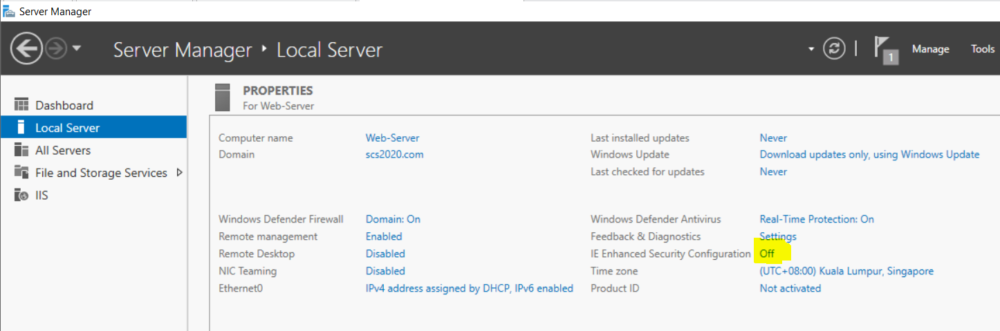 Server Manager
Server Manager ‣ Local Server
1 Manage Tools
Dashboard
Local Server
All Servers
File and Storage Services
IIS
PROPERTIES
For Web-Server
Computer name Web-Server Last installed updates Never
Domain scs2020.com Windows Update Download updates only, using Windows Update
Last checked for updates Never
Windows Defender Firewall Domain: On Windows Defender Antivirus Real-Time Protection: On
Remote management Enabled Feedback & Diagnostics Settings
Remote Desktop Disabled IE Enhanced Security Configuration Off
NIC Teaming Disabled Time zone (UTC+08:00) Kuala Lumpur, Singapore
Ethernet0 IPv4 address assigned by DHCP, IPv6 enabled Product ID Not activated